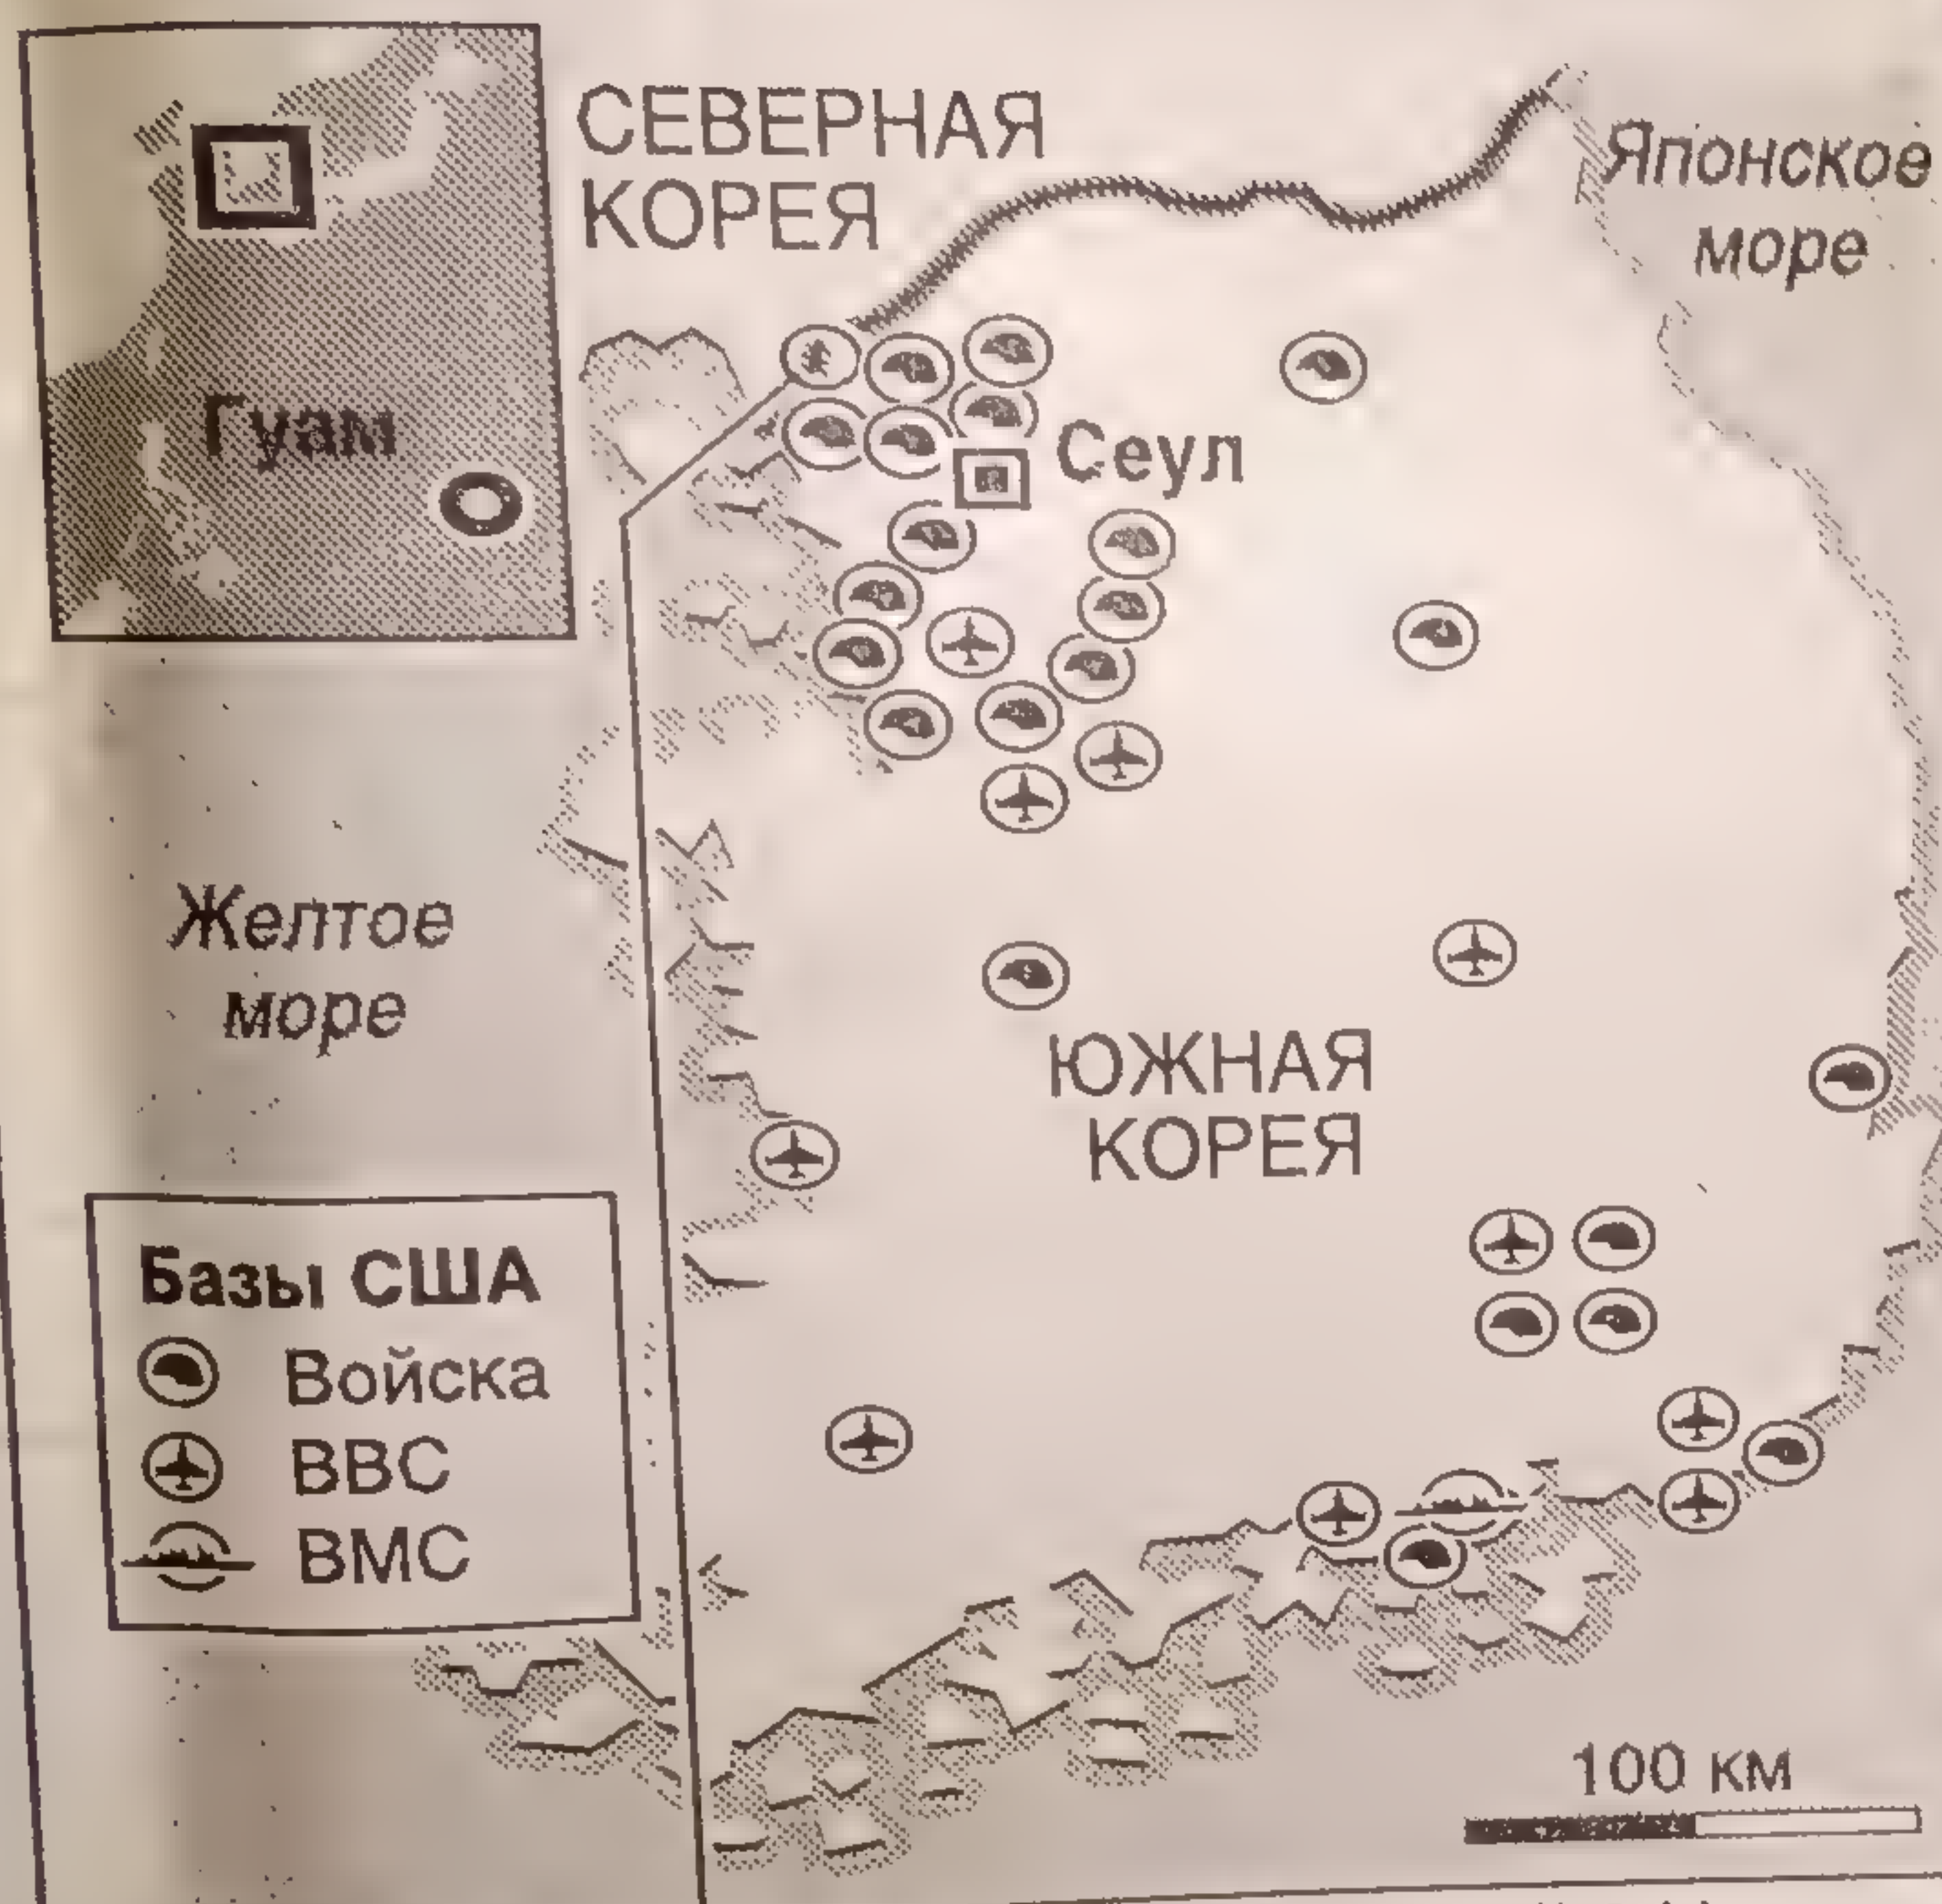 СЕВЕРНАЯ
КОРЕЯ
Японское
море
Гуам
Сеул
Желтое
море
ЮЖНАЯ
КОРЕЯ
Базы США
Войска
ВВС
ВМС
100 км